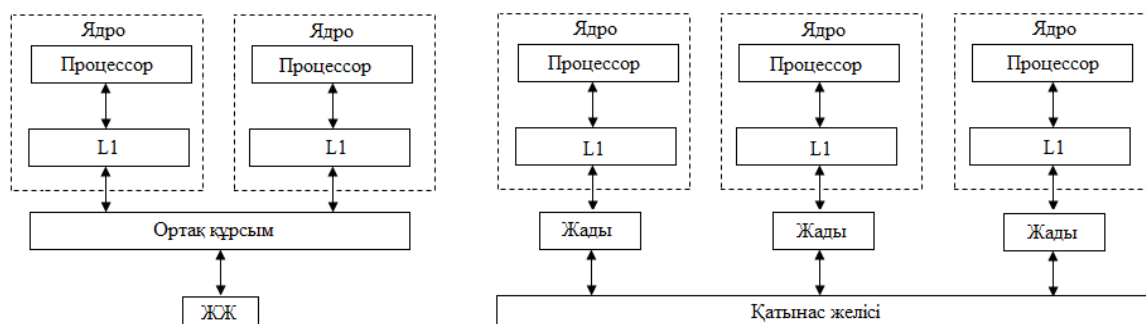 Ядро
Ядро
Процессор
Процессор
L1
L1
Ортақ құрсым
ЖЖ
Ядро
Ядро
Ядро
Процессор
Процессор
Процессор
L1
L1
L1
Жады
Жады
Жады
Қатынас желісі